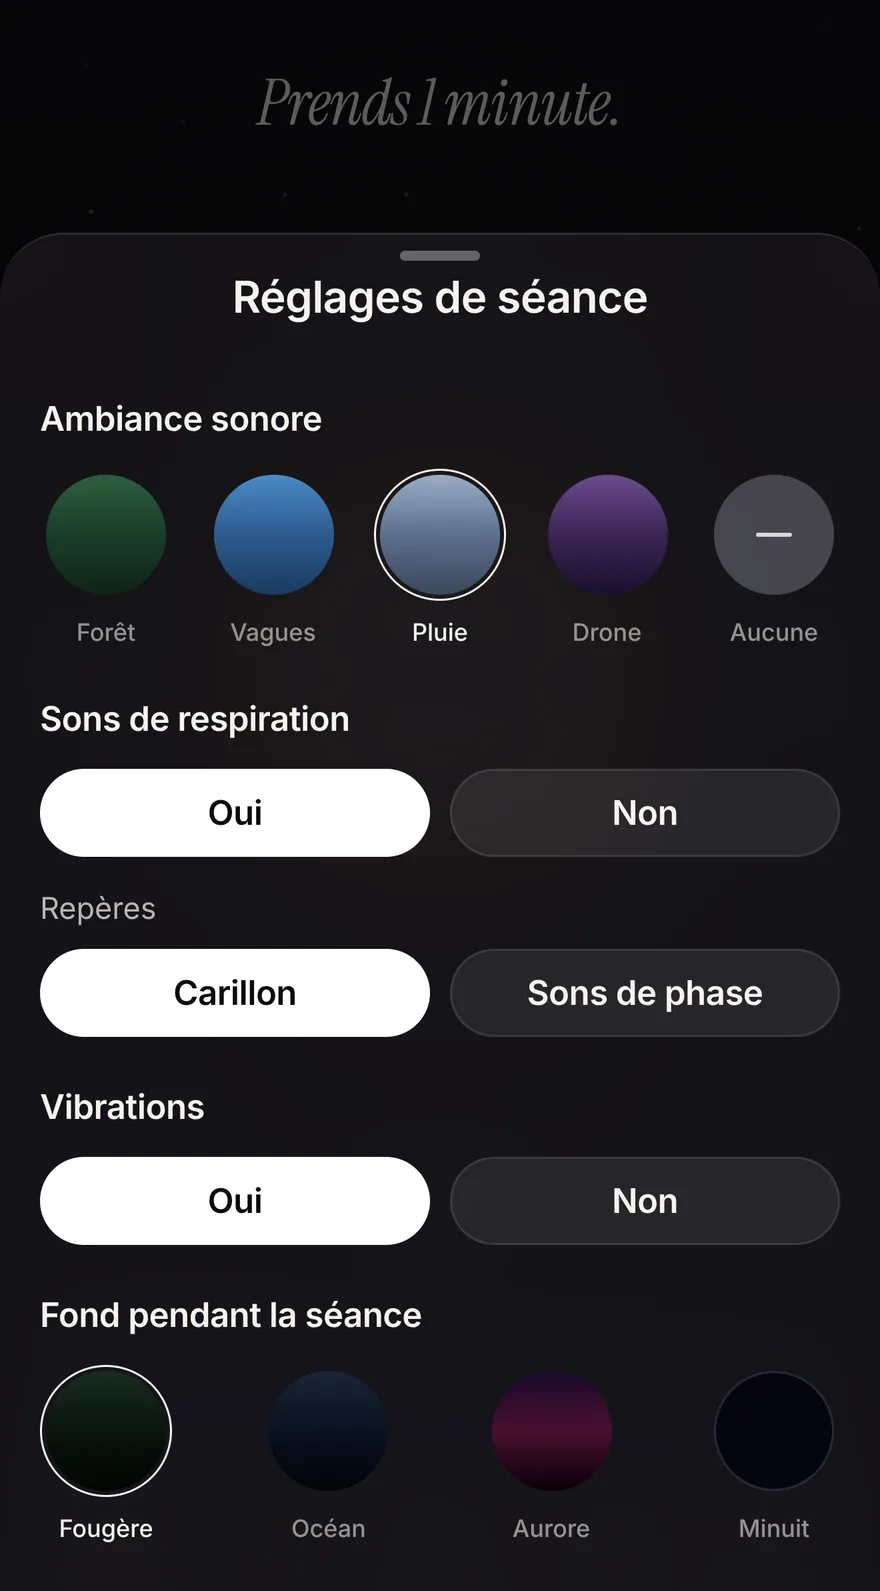 Prends 1 minute.
Réglages de séance
Ambiance sonore
Forêt Vagues Pluie Drone Aucune
Sons de respiration
Oui Non
Repères
Carillon Sons de phase
Vibrations
Oui Non
Fond pendant la séance
Fougère Océan Aurore Minuit